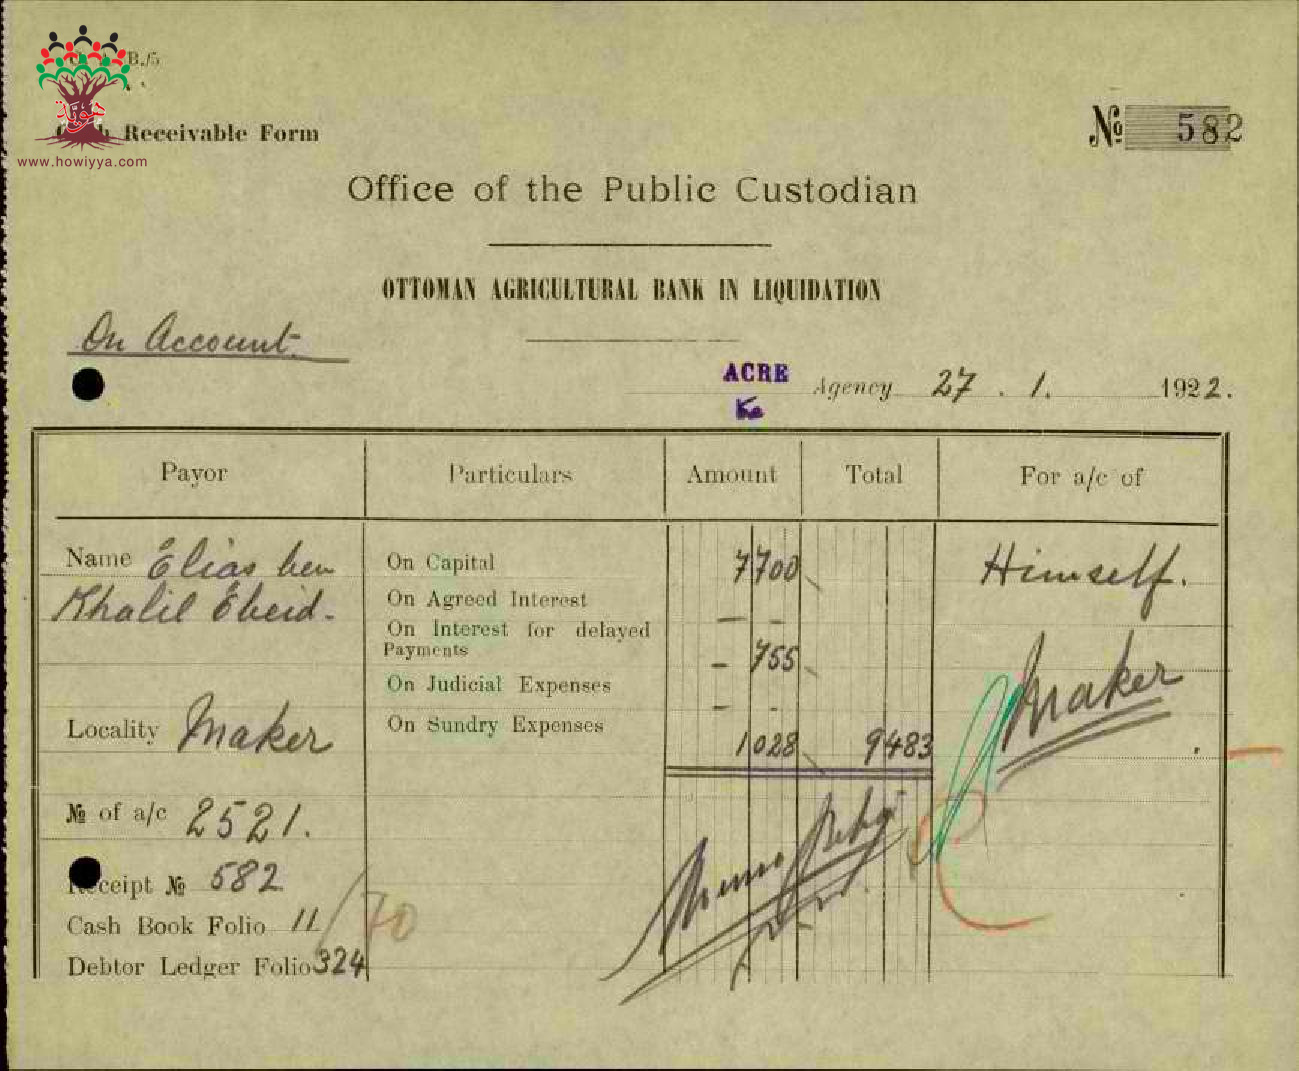 B./5
هوية
www.howiyya.com
Receivable Form
№ 582
Office of the Public Custodian
OTTOMAN AGRICULTURAL BANK IN LIQUIDATION
On Account
ACRE Agency 27 . 1. 1922.
Payor Particulars Amount Total For a/c of
Name Elias ben
Khalil Ebeid.
On Capital 7700
Himself.
On Agreed Interest — —
On Interest for delayed
Payments — 755
On Judicial Expenses — -
Maker
Locality Maker
On Sundry Expenses 1028 9483
№ of a/c 2521.
Receipt № 582
Cash Book Folio 11/70
Debtor Ledger Folio 324